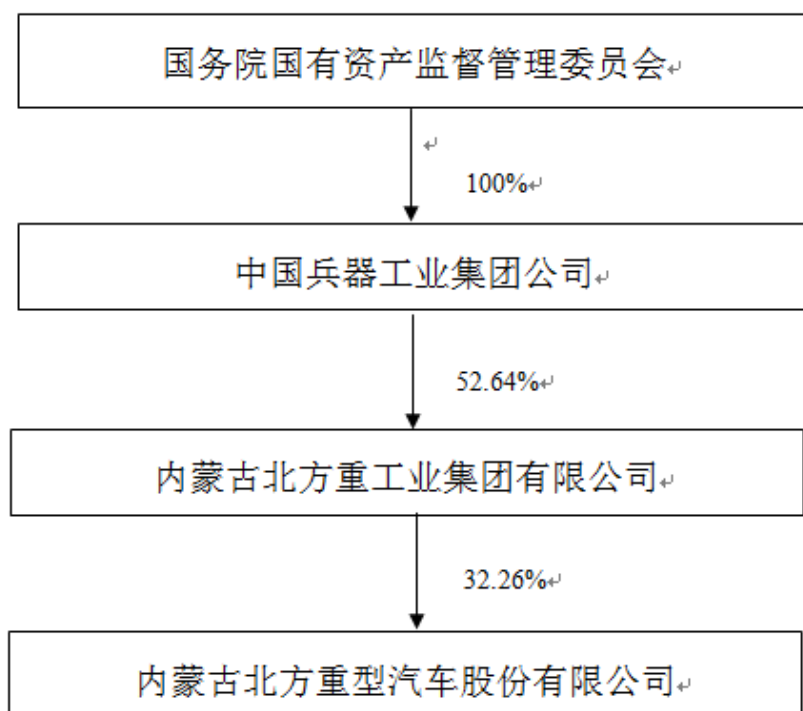 国务院国有资产监督管理委员会
100%
中国兵器工业集团公司
52.64%
内蒙古北方重工业集团有限公司
32.26%
内蒙古北方重型汽车股份有限公司